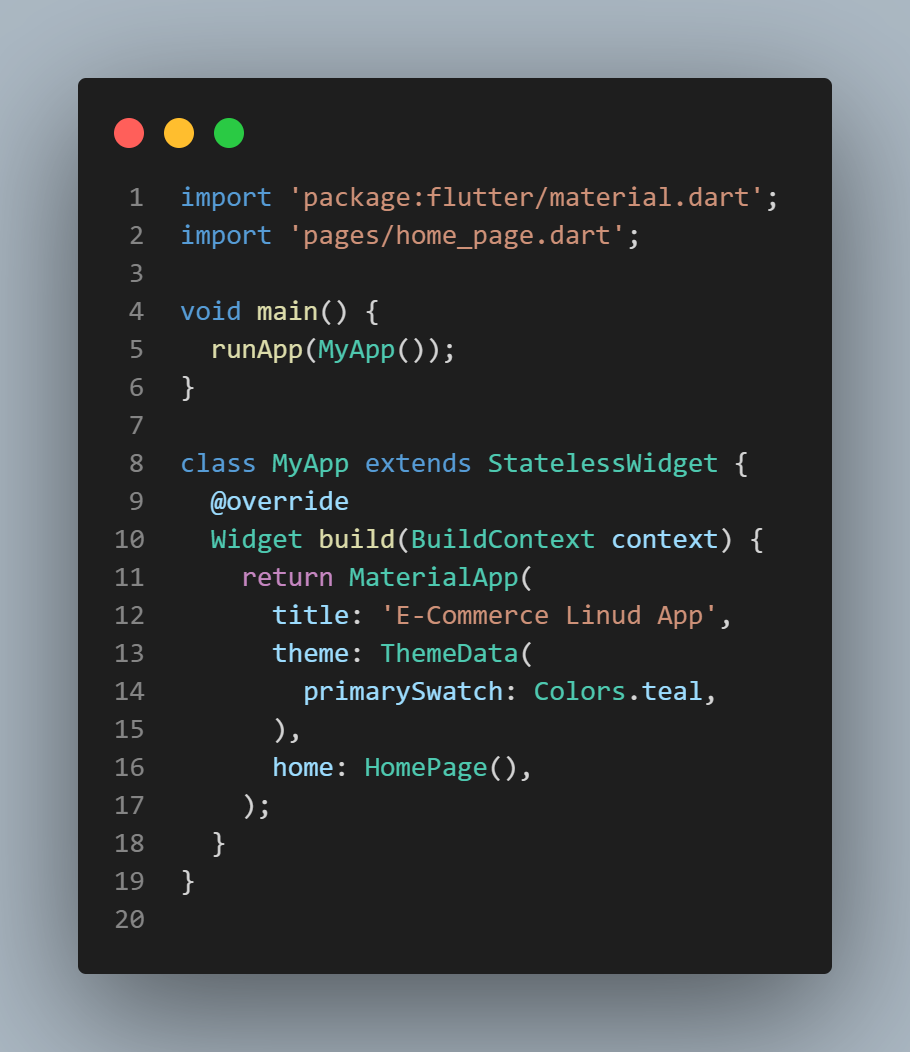 1 import 'package:flutter/material.dart';
2 import 'pages/home_page.dart';
3
4 void main() {
5   runApp(MyApp());
6 }
7
8 class MyApp extends StatelessWidget {
9   @override
10   Widget build(BuildContext context) {
11     return MaterialApp(
12       title: 'E-Commerce Linud App',
13       theme: ThemeData(
14         primarySwatch: Colors.teal,
15       ),
16       home: HomePage(),
17     );
18   }
19 }
20